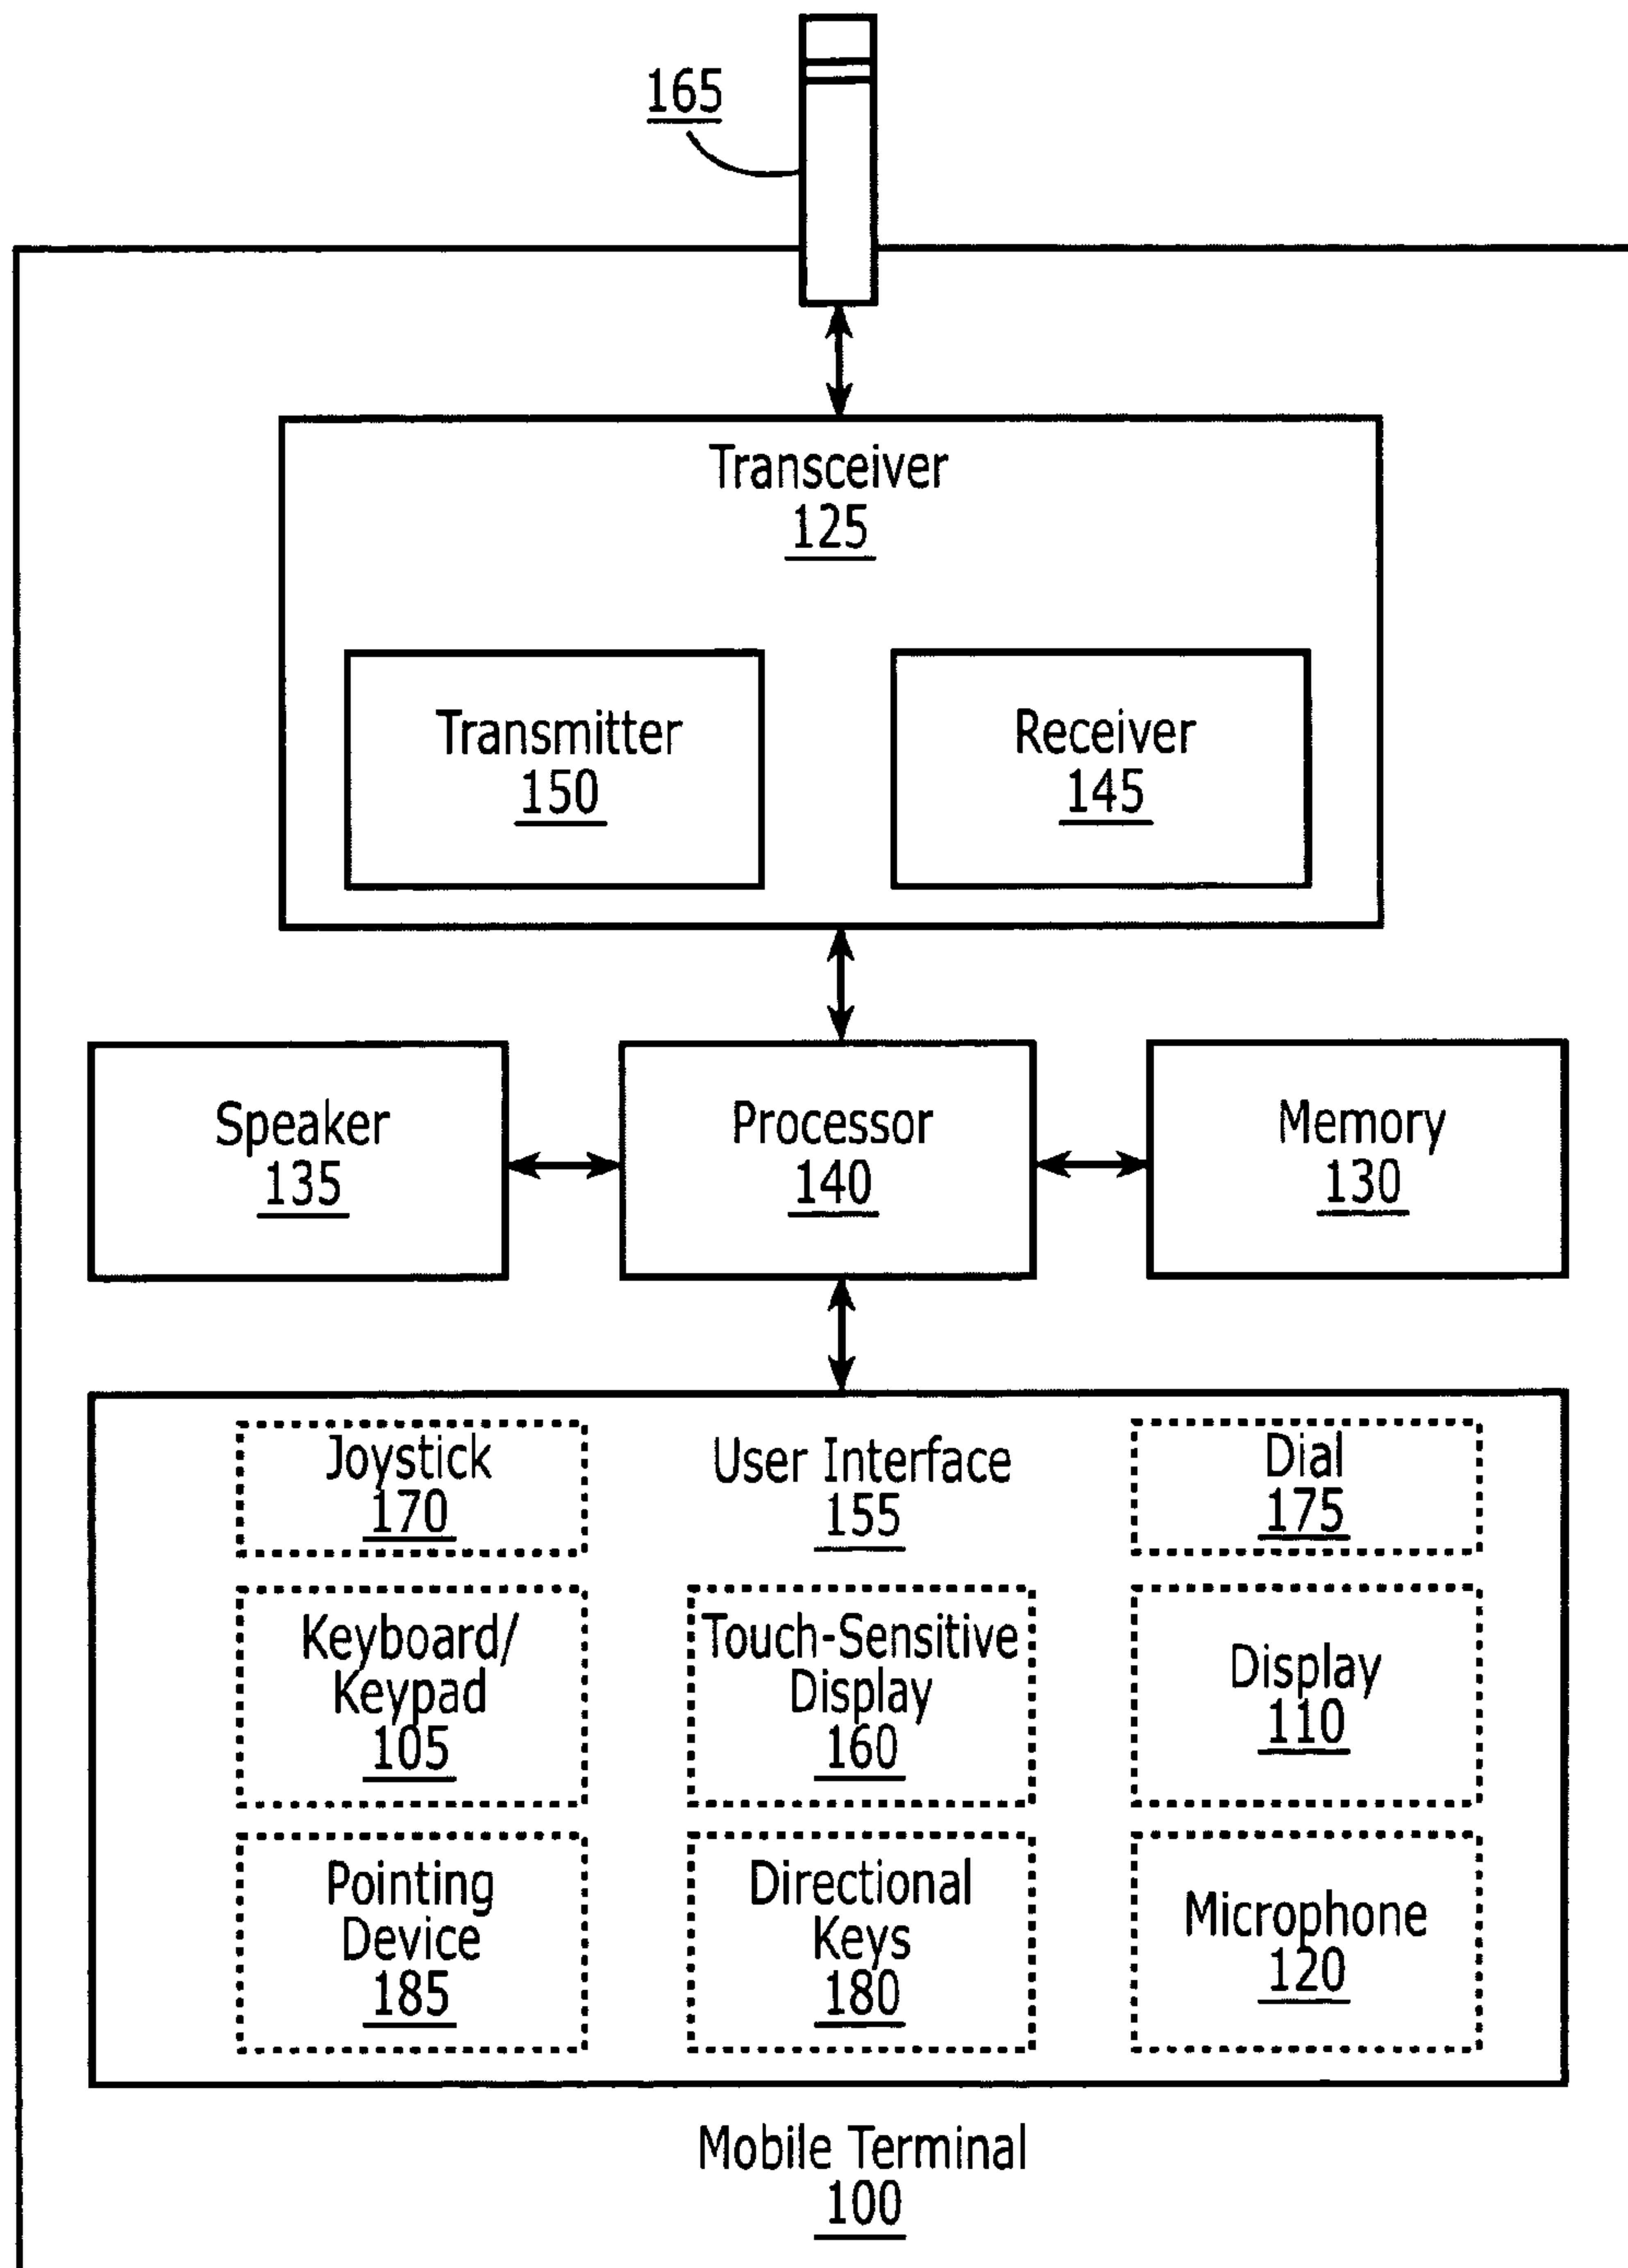 165
Transceiver
125
Transmitter
150
Receiver
145
Speaker
135
Processor
140
Memory
130
Joystick
170
User Interface
155
Dial
175
Keyboard/
Keypad
105
Touch-Sensitive
Display
160
Display
110
Pointing
Device
185
Directional
Keys
180
Microphone
120
Mobile Terminal
100